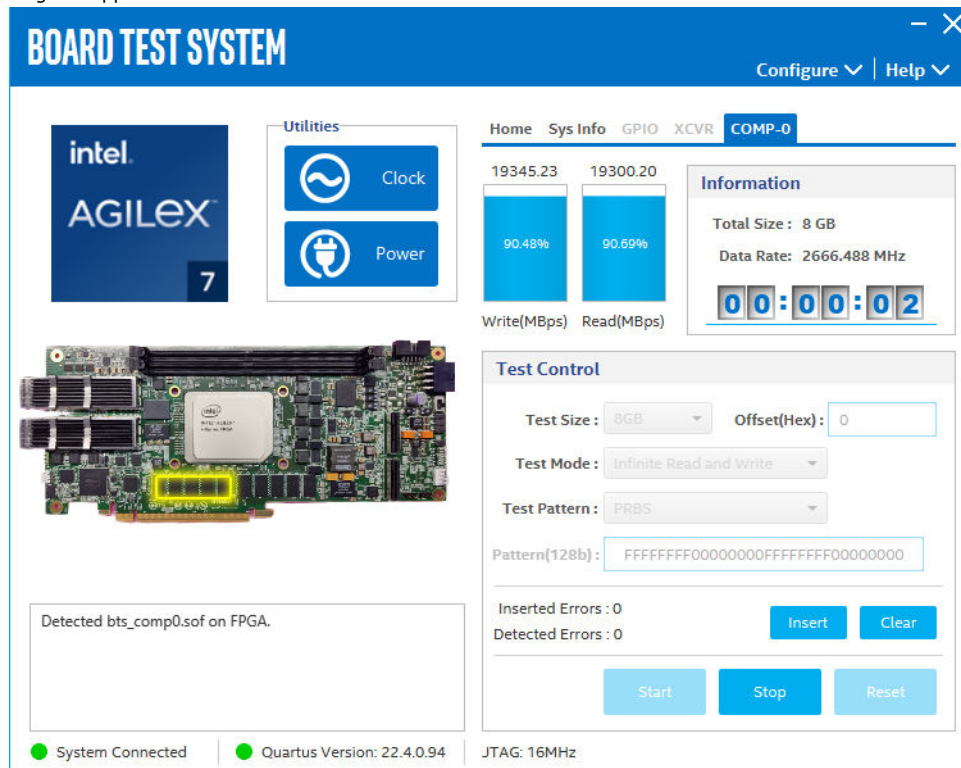 BOARD TEST SYSTEM
Configure | Help
Utilities
intel.
AGILEX
7
Clock
Power
Home Sys Info GPIO XCVR COMP-0
19345.23 19300.20
90.48% 90.69%
Write(MBps) Read(MBps)
Information
Total Size : 8 GB
Data Rate: 2666.488 MHz
00:00:02
intel
Test Control
Test Size : 8GB Offset(Hex) : 0
Test Mode : Infinite Read and Write
Test Pattern : PRBS
Pattern(128b) : FFFFFFFF00000000FFFFFFFF00000000
Inserted Errors : 0
Detected Errors : 0
Insert Clear
Start Stop Reset
Detected bts_comp0.sof on FPGA.
System Connected Quartus Version: 22.4.0.94 JTAG: 16MHz